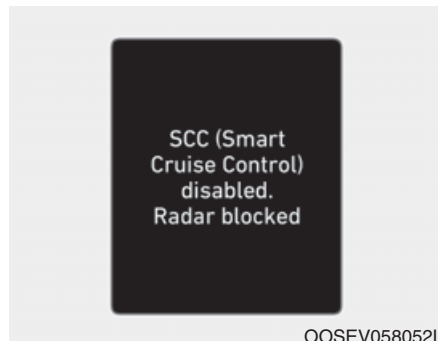 SCC (Smart
Cruise Control)
disabled.
Radar blocked
OOSEV058052L